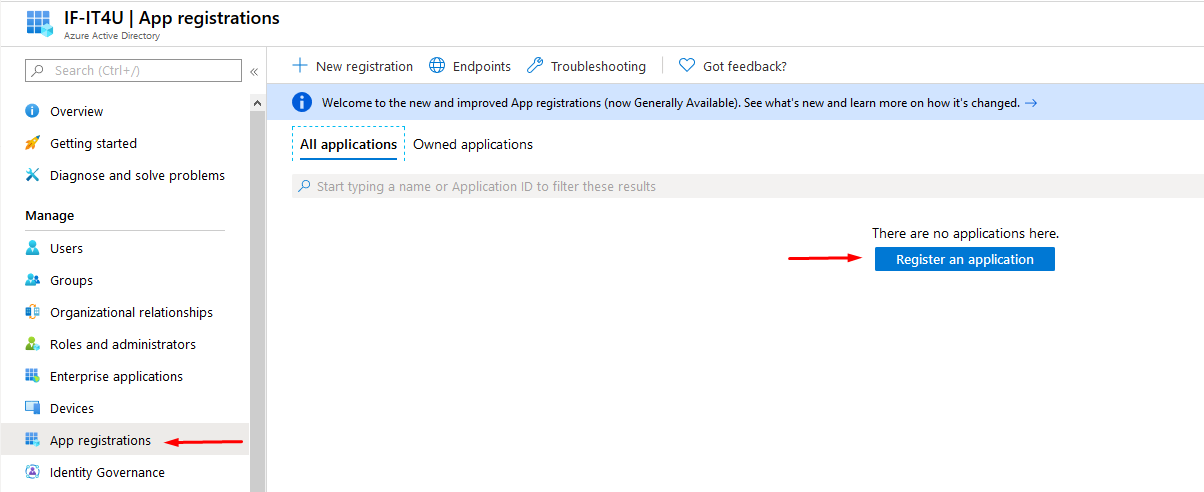 IF-IT4U | App registrations
Azure Active Directory
Search (Ctrl+/)
«
Overview
Getting started
Diagnose and solve problems
Manage
Users
Groups
Organizational relationships
Roles and administrators
Enterprise applications
Devices
App registrations
Identity Governance
New registration Endpoints Troubleshooting Got feedback?
Welcome to the new and improved App registrations (now Generally Available). See what's new and learn more on how it's changed. →
All applications Owned applications
Start typing a name or Application ID to filter these results
There are no applications here.
Register an application